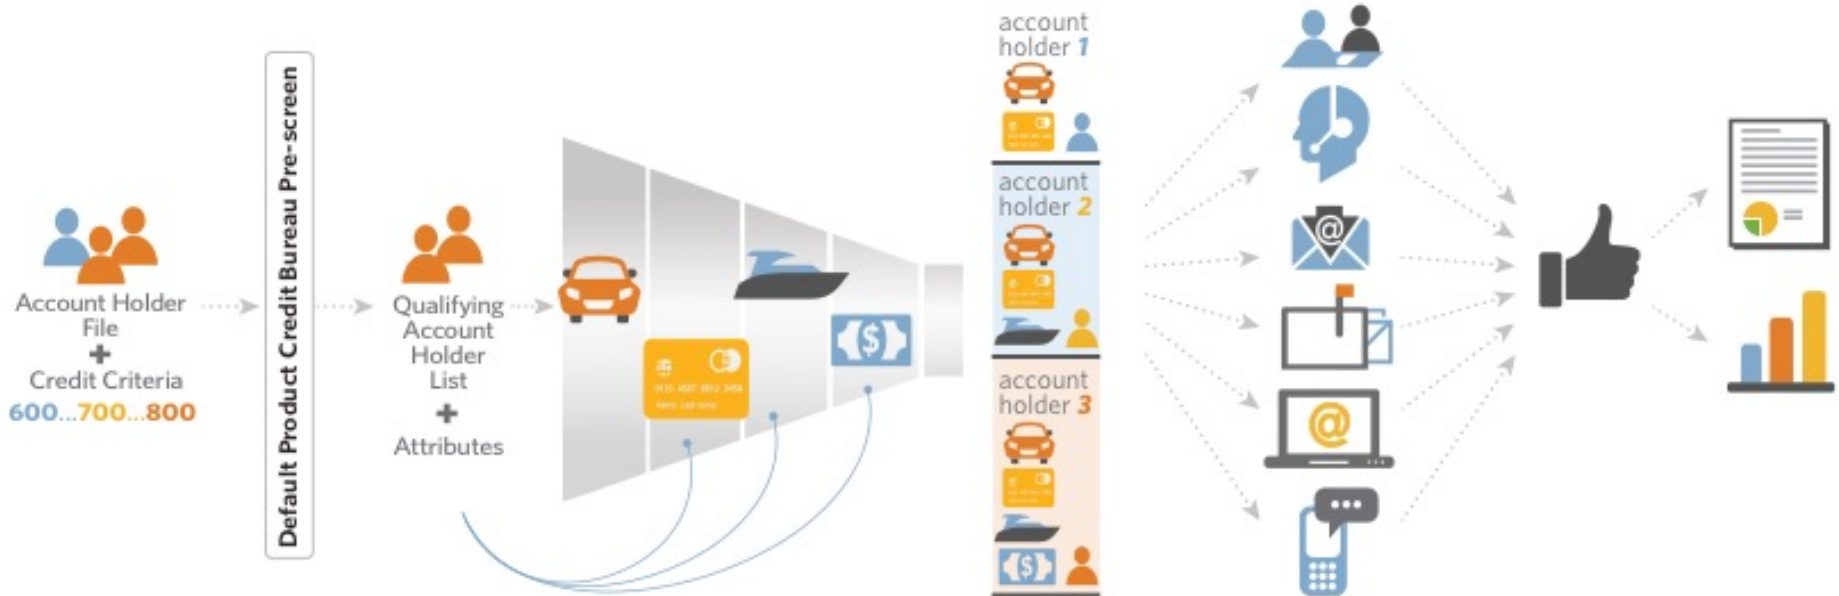 Account Holder
File
+
Credit Criteria
600...700...800
Default Product Credit Bureau Pre-screen
Qualifying
Account
Holder
List
+
Attributes
$
account
holder 1
account
holder 2
account
holder 3
$
@
@